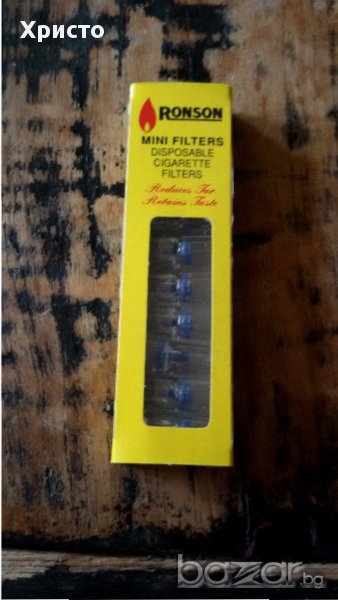 Христо
RONSON
MINI FILTERS
DISPOSABLE
CIGARETTE
FILTERS
Reduces Tar
Retains Taste
bazar.bg